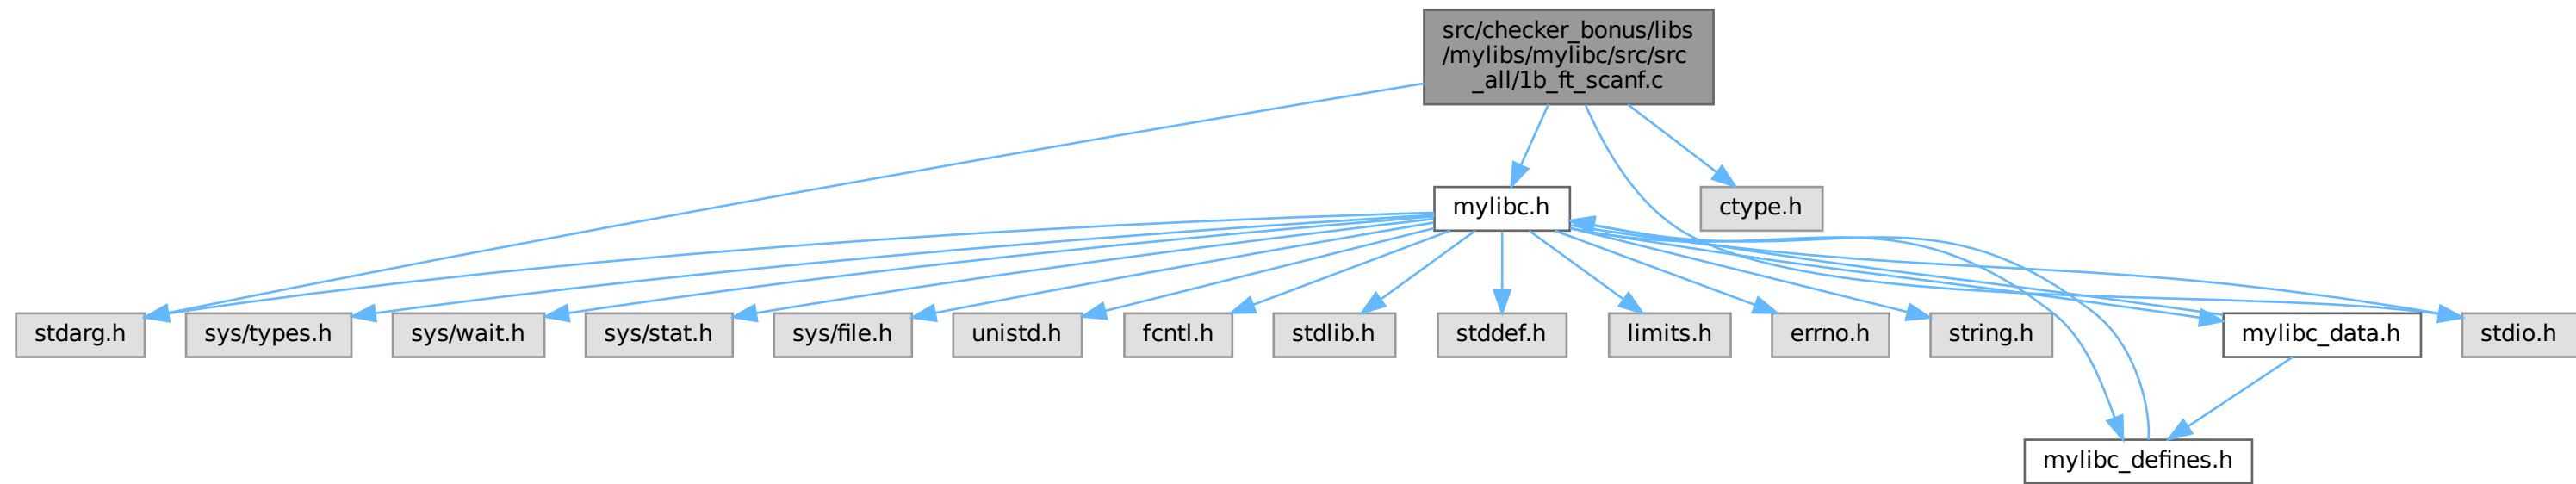 src/checker_bonus/libs
/mylibs/mylibc/src/src
_all/1b_ft_scanf.c
mylibc.h
ctype.h
stdarg.h
sys/types.h
sys/wait.h
sys/stat.h
sys/file.h
unistd.h
fcntl.h
stdlib.h
stddef.h
limits.h
errno.h
string.h
mylibc_data.h
stdio.h
mylibc_defines.h